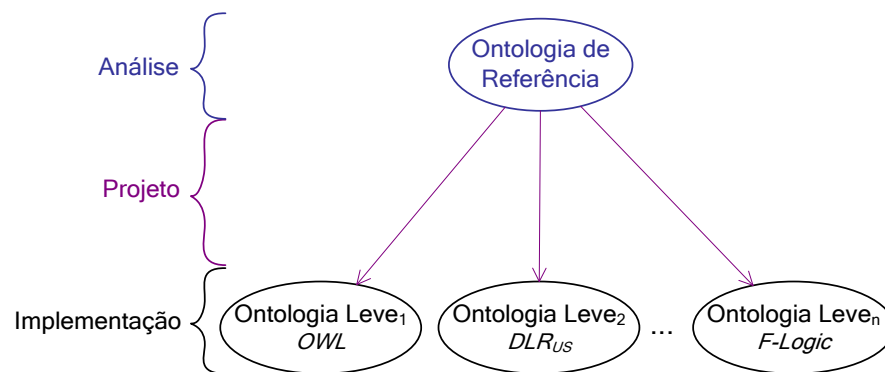 Análise
Ontologia de
Referência
Projeto
Implementação
Ontologia Leve1
OWL
Ontologia Leve2
DLRUS
...
Ontologia Leven
F-Logic